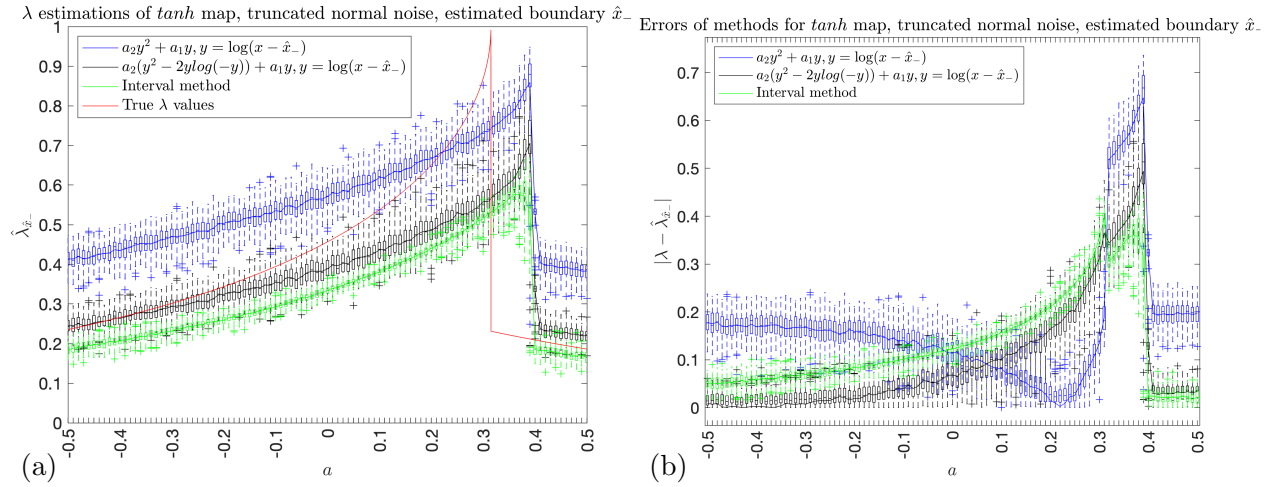 λ estimations of tanh map, truncated normal noise, estimated boundary x̂₋
a₂y² + a₁y, y = log(x − x̂₋)
a₂(y² − 2ylog(−y)) + a₁y, y = log(x − x̂₋)
Interval method
True λ values
1
0.9
0.8
0.7
0.6
0.5
0.4
0.3
0.2
0.1
0
λ̂_x̂₋
-0.5
-0.4
-0.3
-0.2
-0.1
0
0.1
0.2
0.3
0.4
0.5
a
(a)
Errors of methods for tanh map, truncated normal noise, estimated boundary x̂₋
a₂y² + a₁y, y = log(x − x̂₋)
a₂(y² − 2ylog(−y)) + a₁y, y = log(x − x̂₋)
Interval method
0.7
0.6
0.5
0.4
0.3
0.2
0.1
0
|λ − λ̂_x̂₋|
-0.5
-0.4
-0.3
-0.2
-0.1
0
0.1
0.2
0.3
0.4
0.5
a
(b)